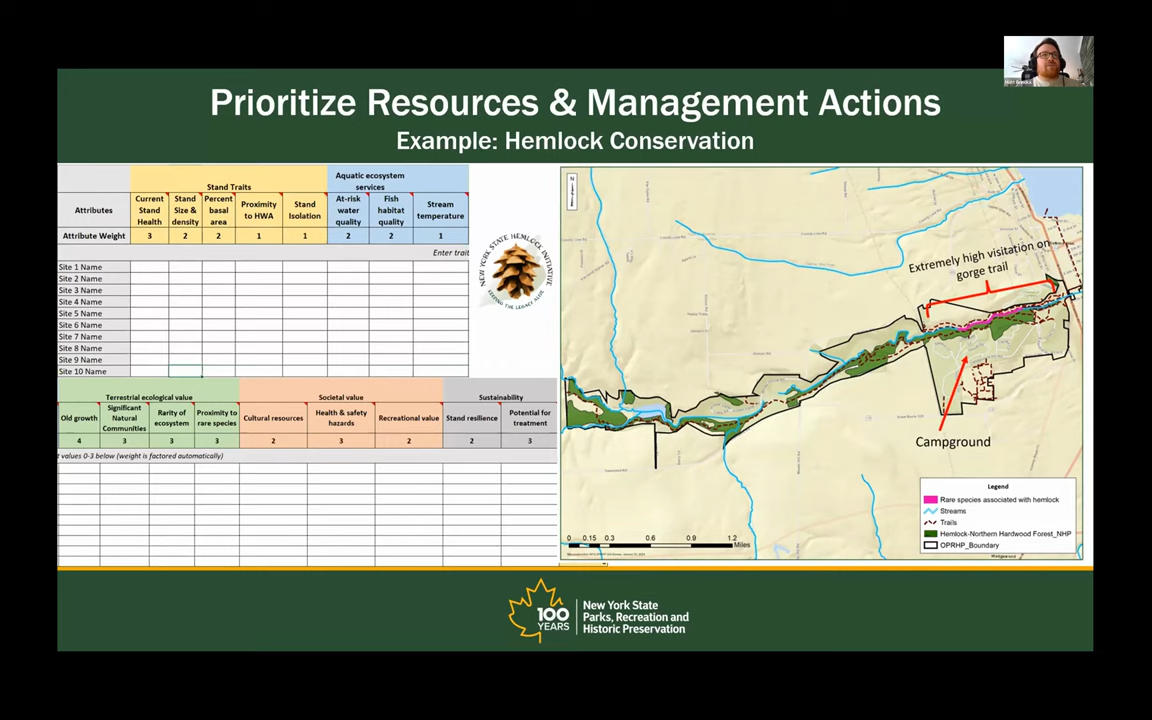 Prioritize Resources & Management Actions
Example: Hemlock Conservation
Stand Traits
Aquatic ecosystem
services
Attributes
Current
Stand
Health
Stand
Size &
density
Percent
basal
area
Proximity
to HWA
Stand
Isolation
At-risk
water
quality
Fish
habitat
quality
Stream
temperature
Attribute Weight
3
2
2
1
1
2
2
1
Enter trait
Site 1 Name
Site 2 Name
Site 3 Name
Site 4 Name
Site 5 Name
Site 6 Name
Site 7 Name
Site 8 Name
Site 9 Name
Site 10 Name
NEW YORK STATE HEMLOCK INITIATIVE
KEEPING THE LEGACY ALIVE
Terrestrial ecological value
Societal value
Sustainability
Old growth
Significant
Natural
Communities
Rarity of
ecosystem
Proximity to
rare species
Cultural resources
Health & safety
hazards
Recreational value
Stand resilience
Potential for
treatment
4
3
3
3
2
3
2
2
3
t values 0-3 below (weight is factored automatically)
N
Extremely high visitation on
gorge trail
Campground
Legend
Rare species associated with hemlock
Streams
Trails
Hemlock-Northern Hardwood Forest_NHP
OPRHP_Boundary
0 0.15 0.3 0.6 0.9 1.2
Miles
100
YEARS
New York State
Parks, Recreation and
Historic Preservation